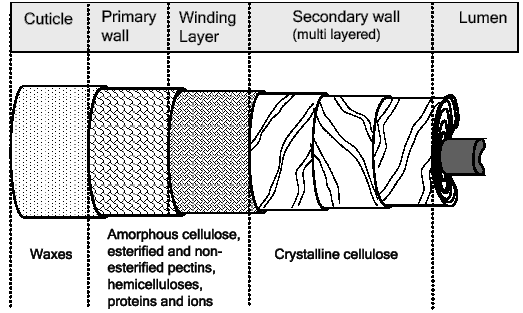 Cuticle
Primary
wall
Winding
Layer
Secondary wall
(multi layered)
Lumen
Waxes
Amorphous cellulose,
esterified and non-
esterified pectins,
hemicelluloses,
proteins and ions
Crystalline cellulose